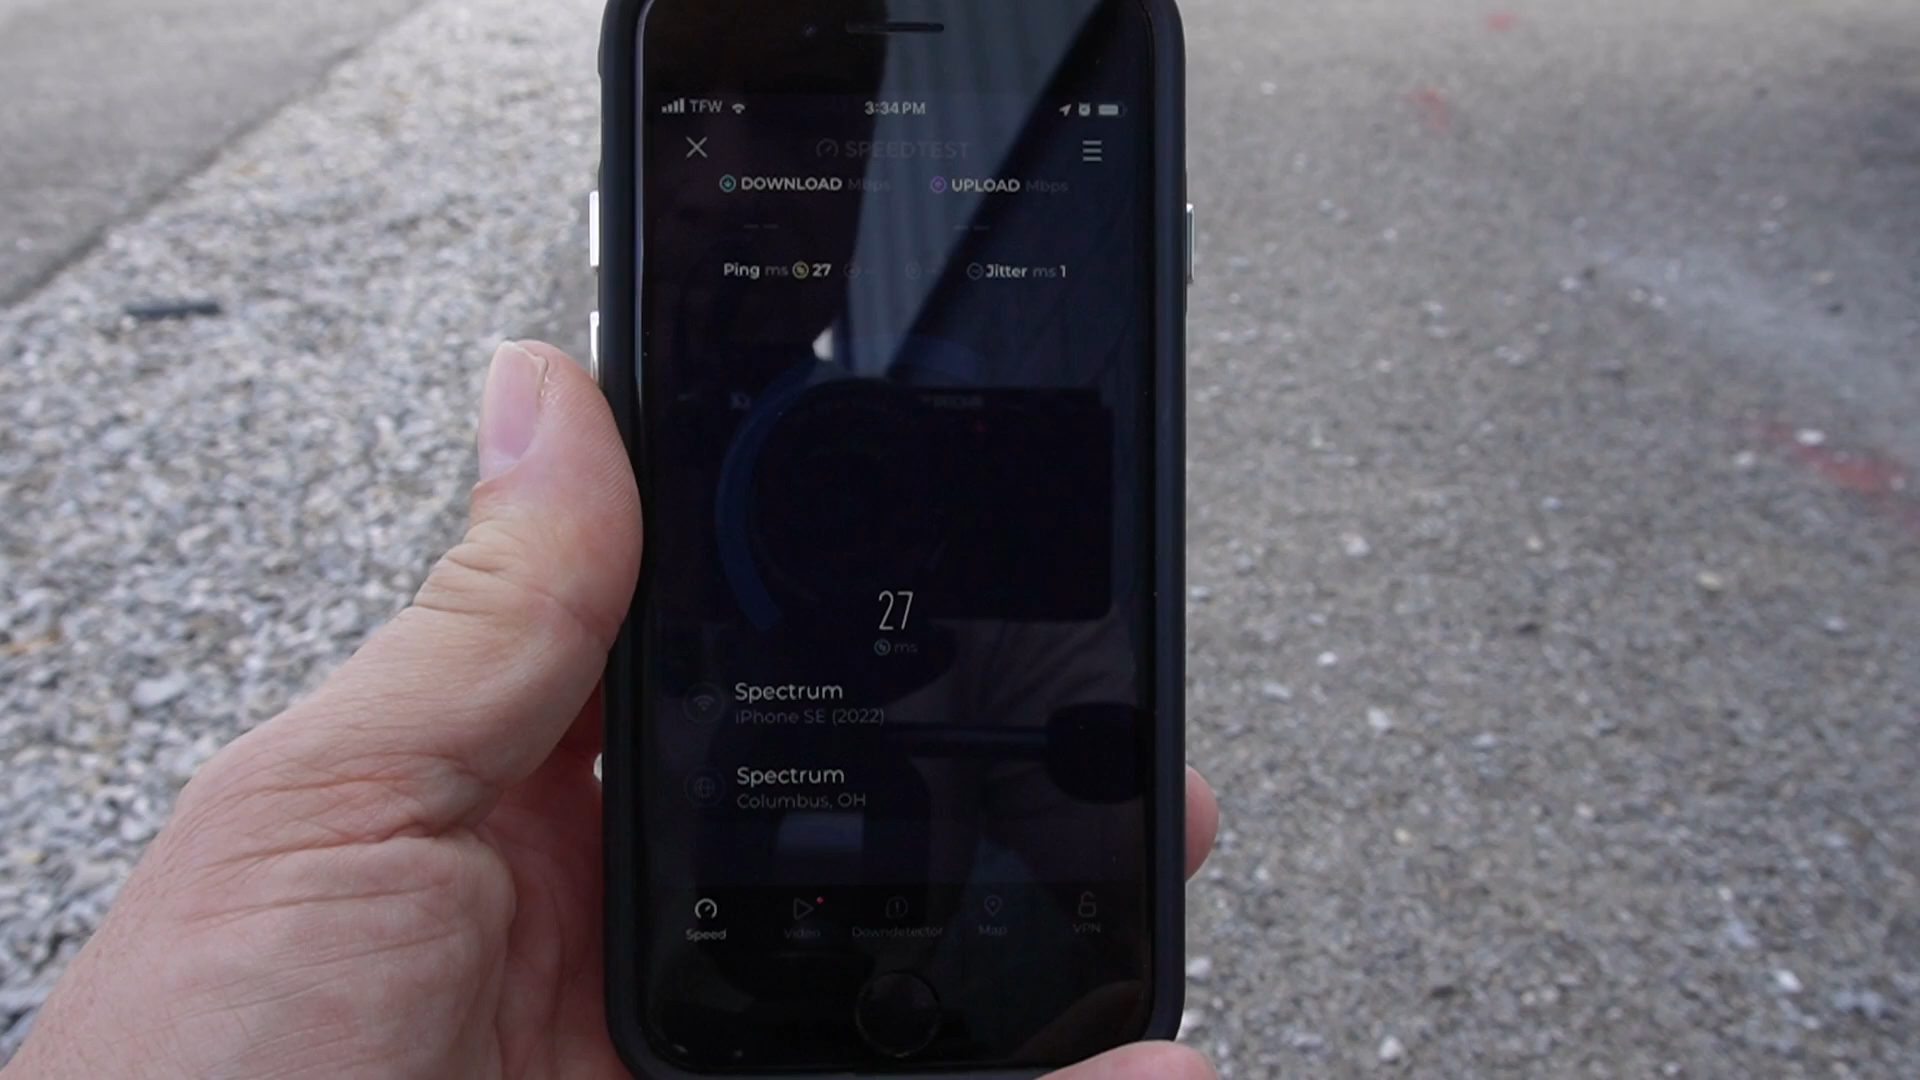 TFW 3:34 PM
SPEEDTEST
DOWNLOAD Mbps UPLOAD Mbps
Ping ms 27 Jitter ms 1
27
ms
Spectrum
iPhone SE (2022)
Spectrum
Columbus, OH
Speed Video Downdetector Map VPN